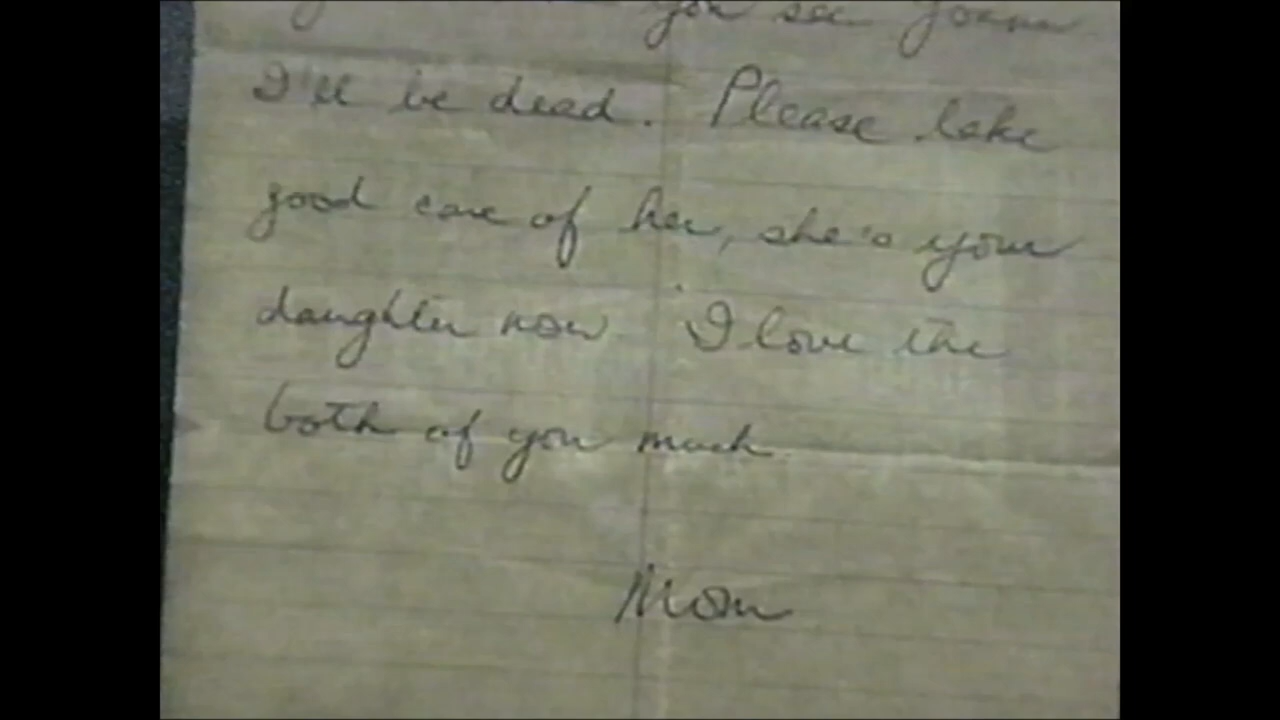 you see Joann
I'll be dead. Please take
good care of her, she's your
daughter now. I love the
both of you much.
Mom